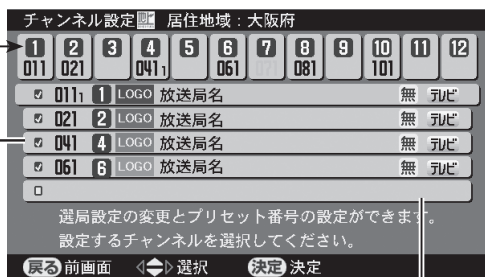 チャンネル設定 居住地域：大阪府
1 2 3 4 5 6 7 8 9 10 11 12
011 021 041₁ 061 071 081 101
011₁ 1 LOGO 放送局名 無 テレビ
021 2 LOGO 放送局名 無 テレビ
041 4 LOGO 放送局名 無 テレビ
061 6 LOGO 放送局名 無 テレビ
選局設定の変更とプリセット番号の設定ができます。
設定するチャンネルを選択してください。
戻る 前画面 選択 決定 決定